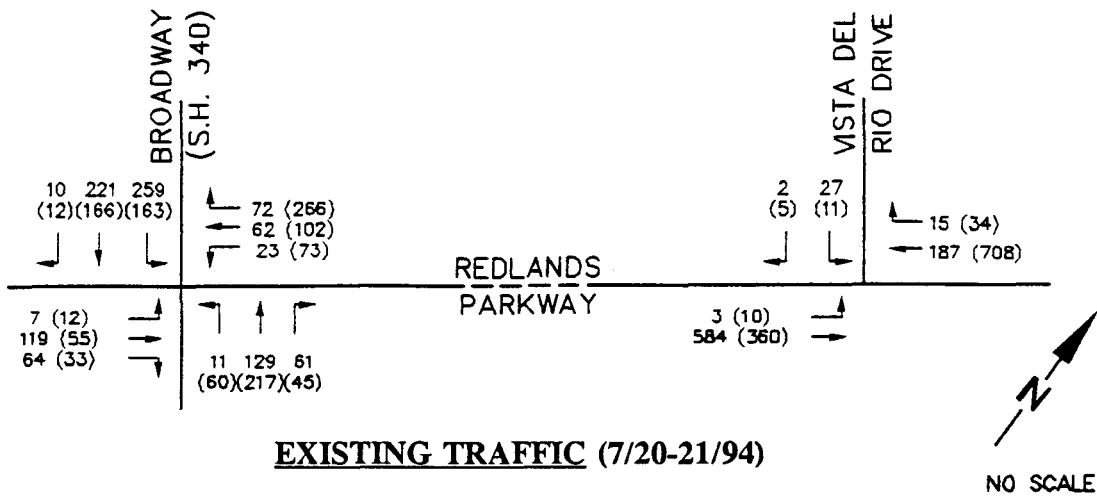 BROADWAY
(S.H. 340)
VISTA DEL
RIO DRIVE
10 221 259
(12)(166)(163)
72 (266)
62 (102)
23 (73)
2 27
(5) (11)
15 (34)
187 (708)
REDLANDS
PARKWAY
7 (12)
119 (55)
64 (33)
11 129 61
(60)(217)(45)
3 (10)
584 (360)
N
EXISTING TRAFFIC (7/20-21/94)
NO SCALE